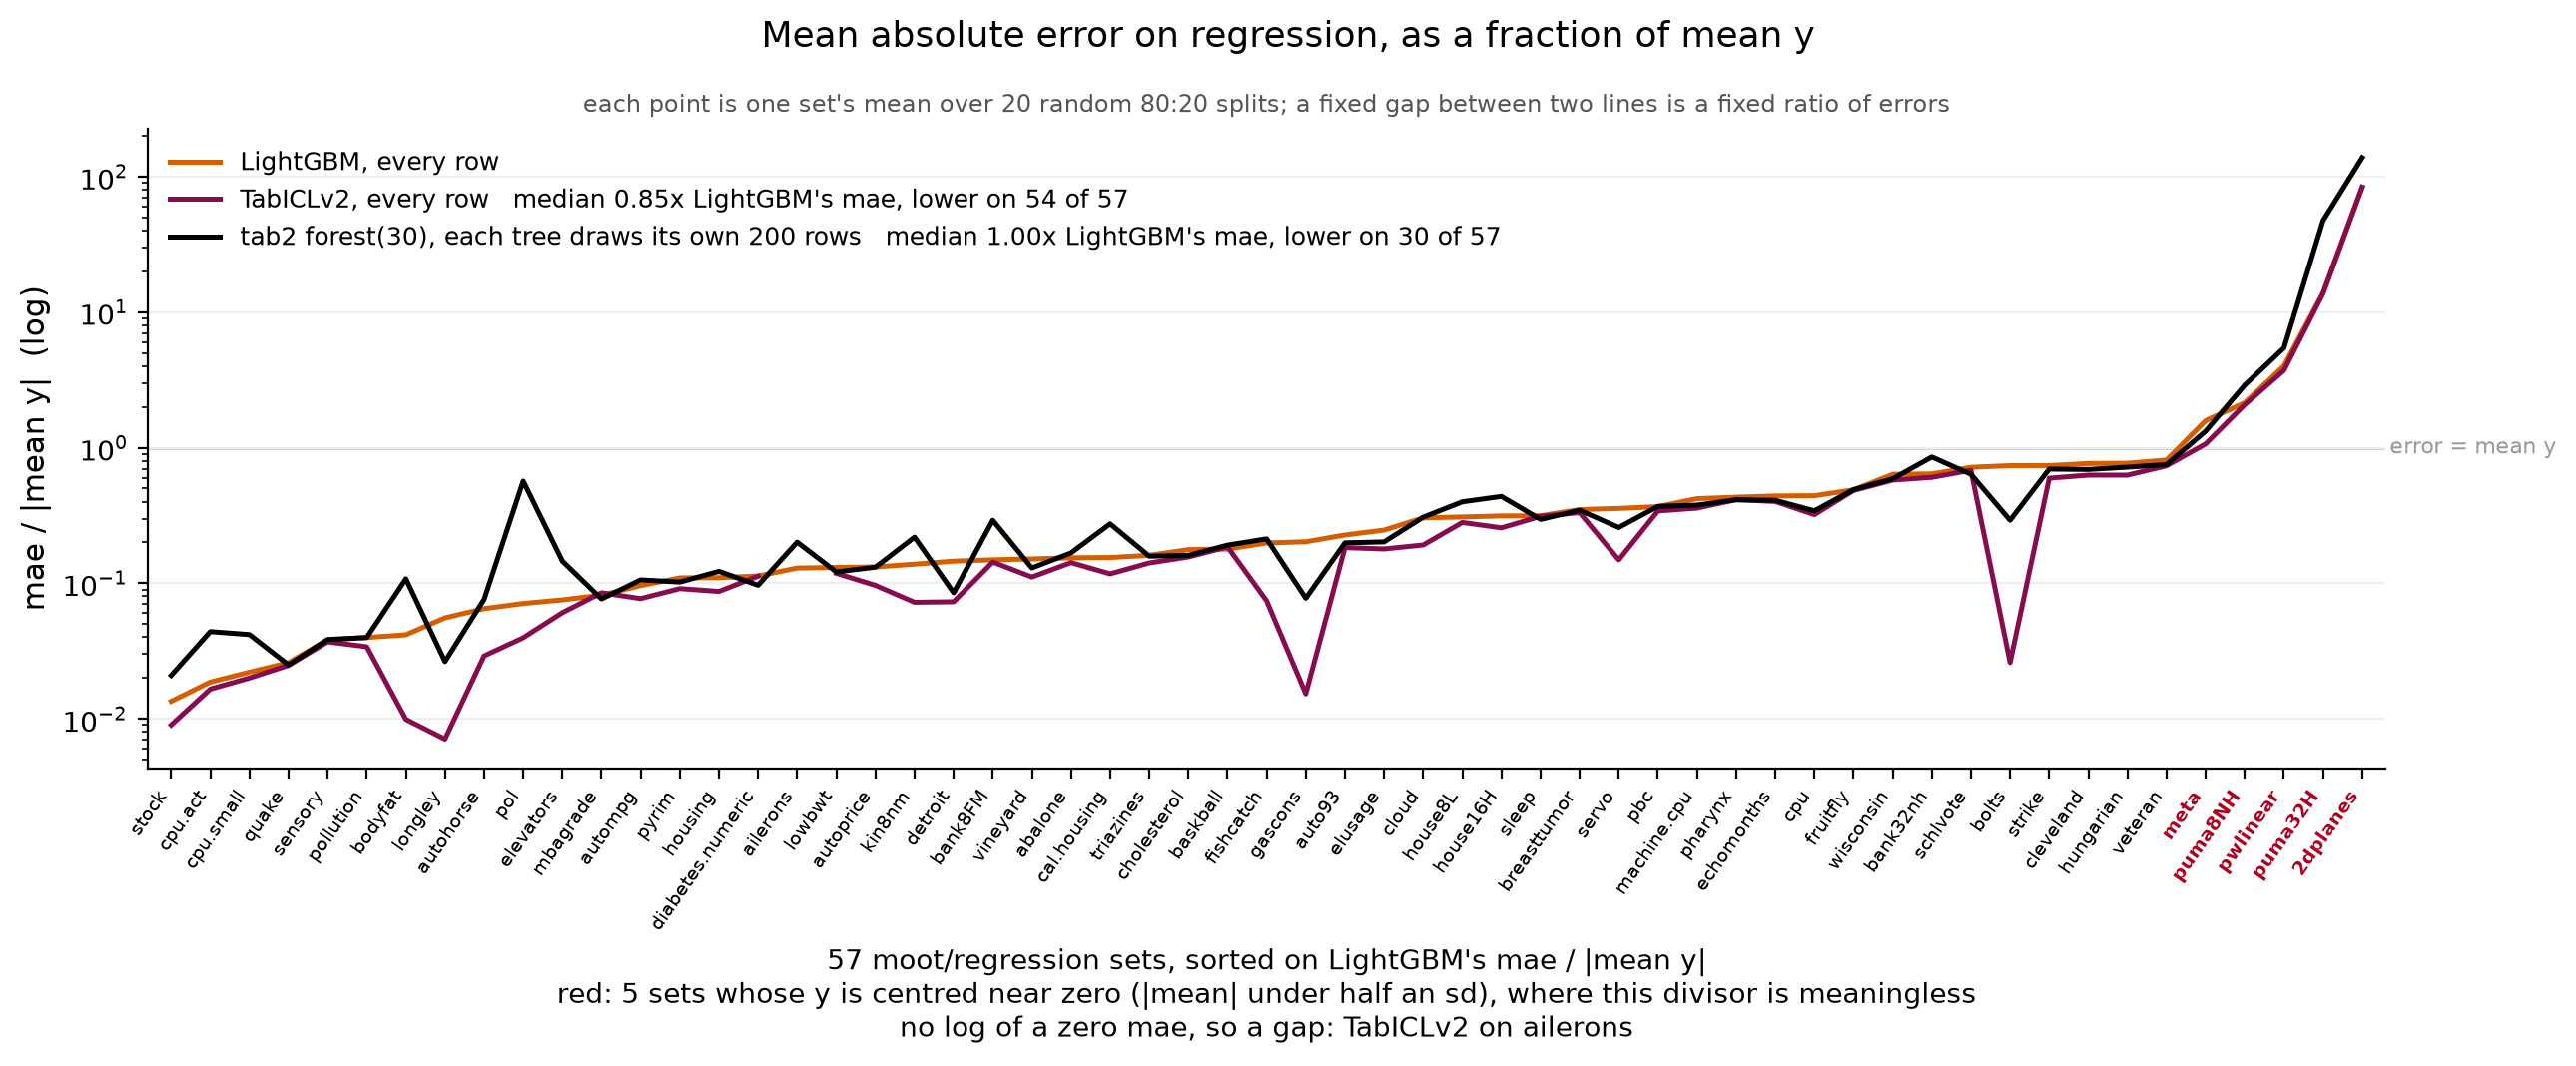 Mean absolute error on regression, as a fraction of mean y
each point is one set's mean over 20 random 80:20 splits; a fixed gap between two lines is a fixed ratio of errors
LightGBM, every row
TabICLv2, every row   median 0.85x LightGBM's mae, lower on 54 of 57
tab2 forest(30), each tree draws its own 200 rows   median 1.00x LightGBM's mae, lower on 30 of 57
mae / |mean y|  (log)
10²
10¹
10⁰
10⁻¹
10⁻²
error = mean y
stock
cpu.act
cpu.small
quake
sensory
pollution
bodyfat
longley
autohorse
pol
elevators
mbagrade
autompg
pyrim
housing
diabetes.numeric
ailerons
lowbwt
autoprice
kin8nm
detroit
bank8FM
vineyard
abalone
cal.housing
triazines
cholesterol
baskball
fishcatch
gascons
auto93
elusage
cloud
house8L
house16H
sleep
breasttumor
servo
pbc
machine.cpu
pharynx
echomonths
cpu
fruitfly
wisconsin
bank32nh
schlvote
bolts
strike
cleveland
hungarian
veteran
meta
puma8NH
pwlinear
puma32H
2dplanes
57 moot/regression sets, sorted on LightGBM's mae / |mean y|
red: 5 sets whose y is centred near zero (|mean| under half an sd), where this divisor is meaningless
no log of a zero mae, so a gap: TabICLv2 on ailerons